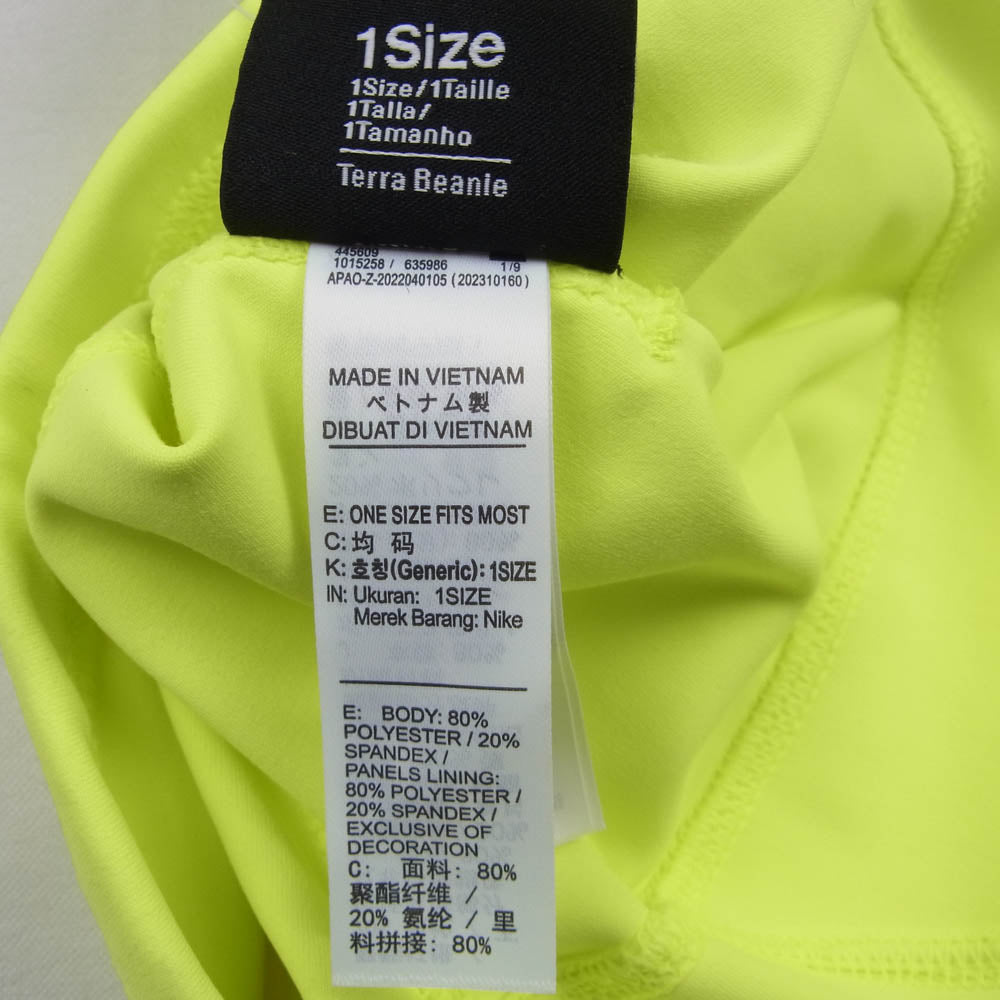 1Size
1Size/1Taille
1Talla/
1Tamanho
Terra Beanie
445609
1015258 / 635986 1/9
APAO-Z-2022040105 (202310160)
MADE IN VIETNAM
ベトナム製
DIBUAT DI VIETNAM
E: ONE SIZE FITS MOST
C: 均 码
K: 호칭(Generic): 1SIZE
IN: Ukuran: 1SIZE
Merek Barang: Nike
E: BODY: 80%
POLYESTER / 20%
SPANDEX /
PANELS LINING:
80% POLYESTER /
20% SPANDEX /
EXCLUSIVE OF
DECORATION
C: 面料: 80%
聚酯纤维 /
20% 氨纶 / 里
料拼接: 80%